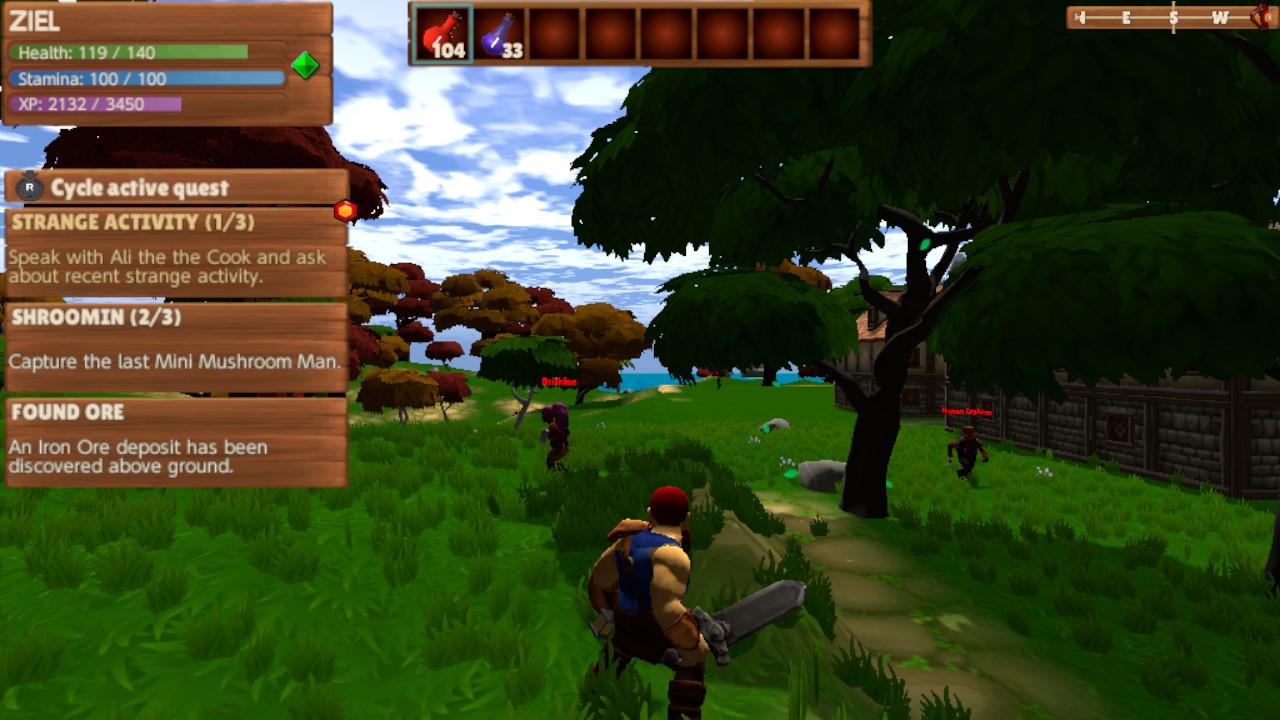 ZIEL
Health: 119 / 140
Stamina: 100 / 100
XP: 2132 / 3450
104
33
E
S
W
R
Cycle active quest
STRANGE ACTIVITY (1/3)
Speak with Ali the the Cook and ask
about recent strange activity.
SHROOMIN (2/3)
Capture the last Mini Mushroom Man.
FOUND ORE
An Iron Ore deposit has been
discovered above ground.
Human